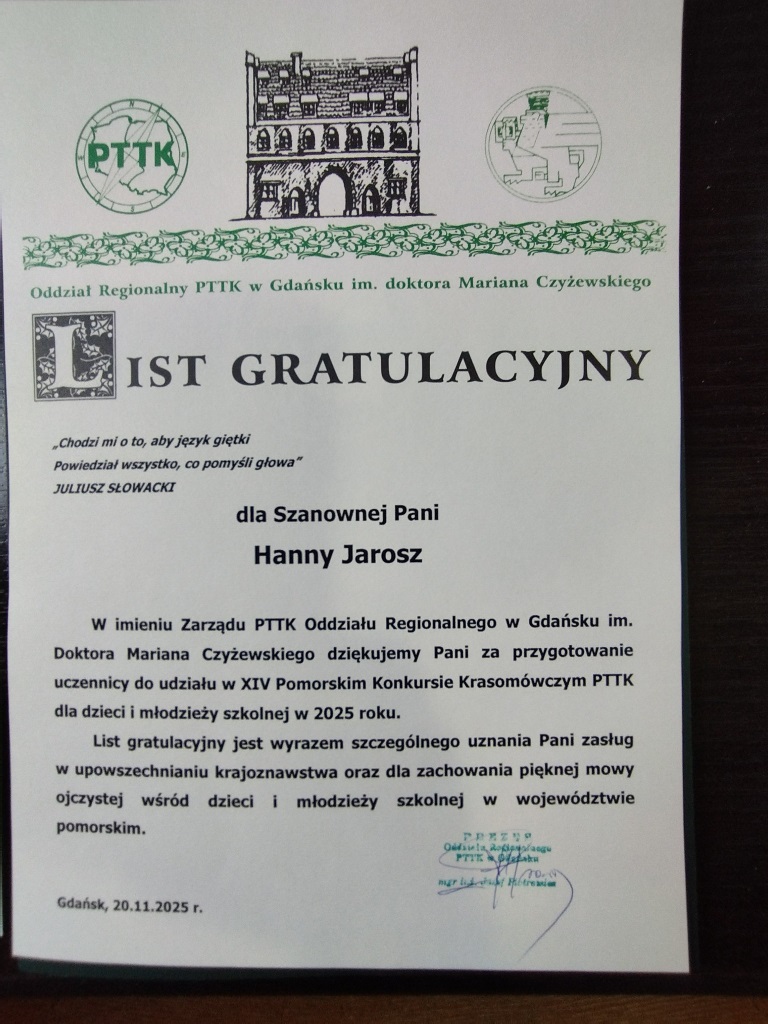 PTTK
Oddział Regionalny PTTK w Gdańsku im. doktora Mariana Czyżewskiego
LIST GRATULACYJNY
„Chodzi mi o to, aby język giętki
Powiedział wszystko, co pomyśli głowa”
JULIUSZ SŁOWACKI
dla Szanownej Pani
Hanny Jarosz
W imieniu Zarządu PTTK Oddziału Regionalnego w Gdańsku im.
Doktora Mariana Czyżewskiego dziękujemy Pani za przygotowanie
uczennicy do udziału w XIV Pomorskim Konkursie Krasomówczym PTTK
dla dzieci i młodzieży szkolnej w 2025 roku.
List gratulacyjny jest wyrazem szczególnego uznania Pani zasług
w upowszechnianiu krajoznawstwa oraz dla zachowania pięknej mowy
ojczystej wśród dzieci i młodzieży szkolnej w województwie
pomorskim.
PREZES
Oddziału Regionalnego
PTTK w Gdańsku
mgr
Gdańsk, 20.11.2025 r.